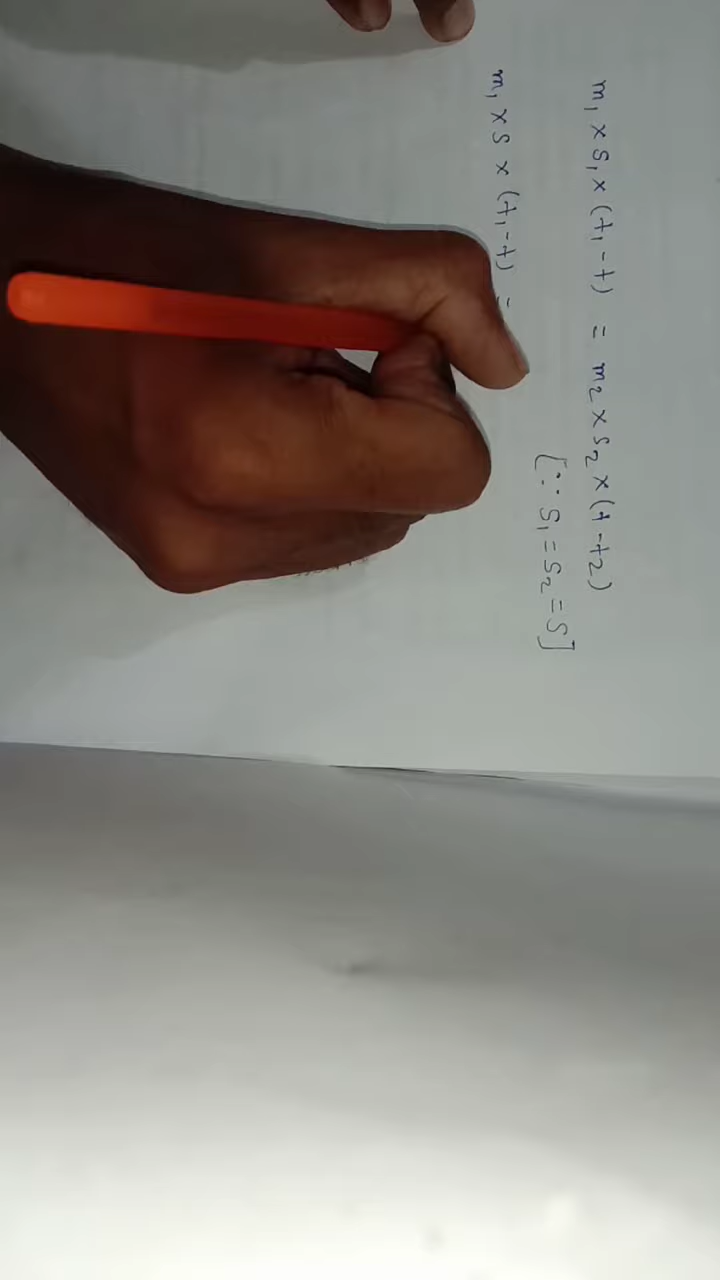 m₁ × s₁ × (t₁ - t) = m₂ × s₂ × (t - t₂)
[∵ s₁ = s₂ = s]
m₁ × s × (t₁ - t) =